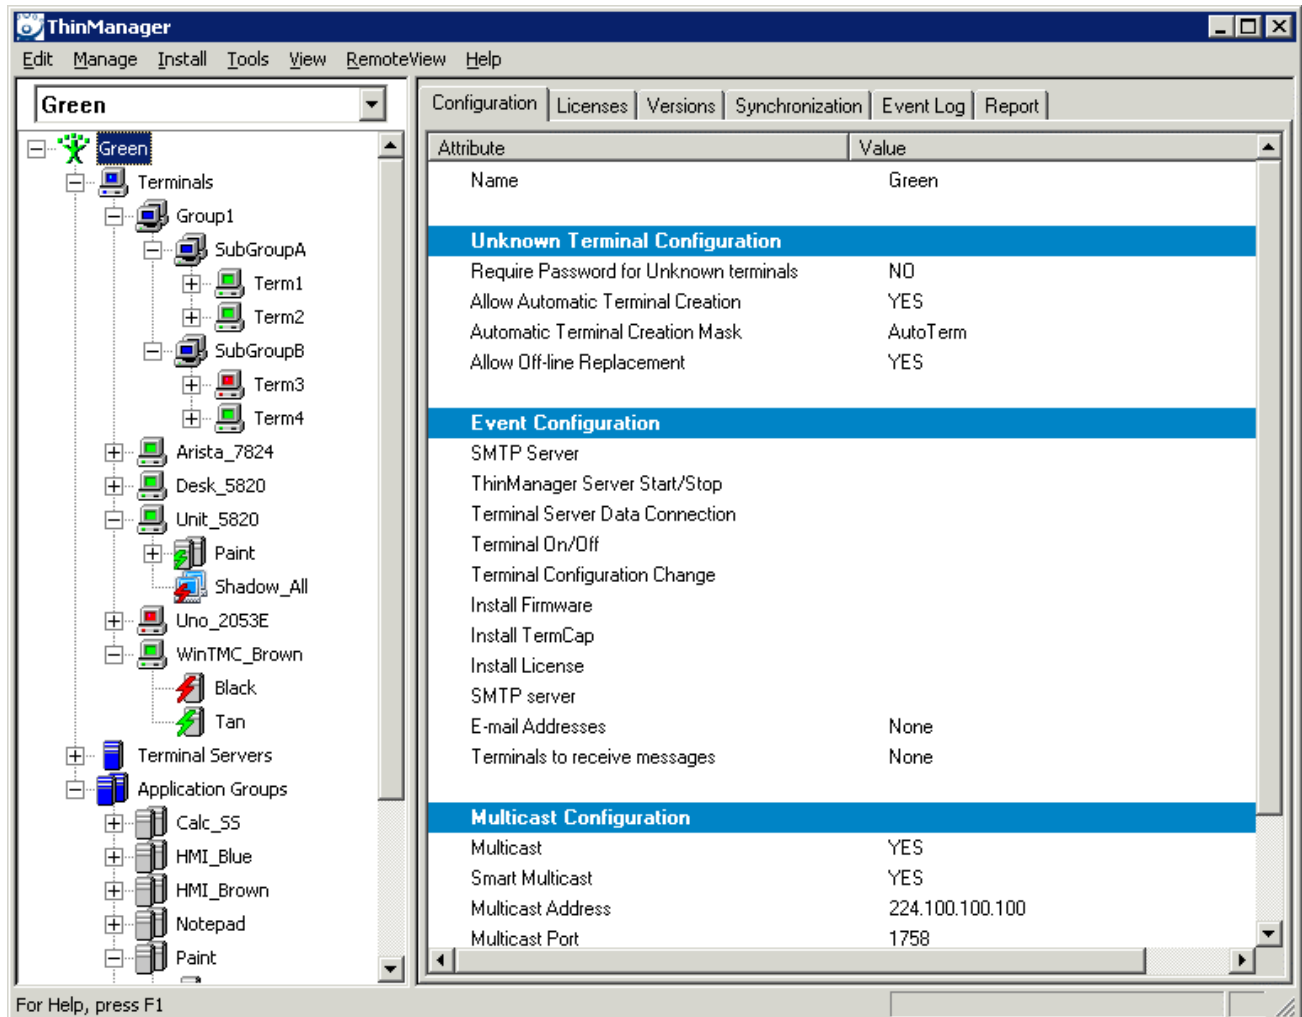 ThinManager
Edit Manage Install Tools View RemoteView Help
Green
Green
Terminals
Group1
SubGroupA
Term1
Term2
SubGroupB
Term3
Term4
Arista_7824
Desk_5820
Unit_5820
Paint
Shadow_All
Uno_2053E
WinTMC_Brown
Black
Tan
Terminal Servers
Application Groups
Calc_SS
HMI_Blue
HMI_Brown
Notepad
Paint
Configuration Licenses Versions Synchronization Event Log Report
Attribute Value
Name Green
Unknown Terminal Configuration
Require Password for Unknown terminals NO
Allow Automatic Terminal Creation YES
Automatic Terminal Creation Mask AutoTerm
Allow Off-line Replacement YES
Event Configuration
SMTP Server
ThinManager Server Start/Stop
Terminal Server Data Connection
Terminal On/Off
Terminal Configuration Change
Install Firmware
Install TermCap
Install License
SMTP server
E-mail Addresses None
Terminals to receive messages None
Multicast Configuration
Multicast YES
Smart Multicast YES
Multicast Address 224.100.100.100
Multicast Port 1758
For Help, press F1